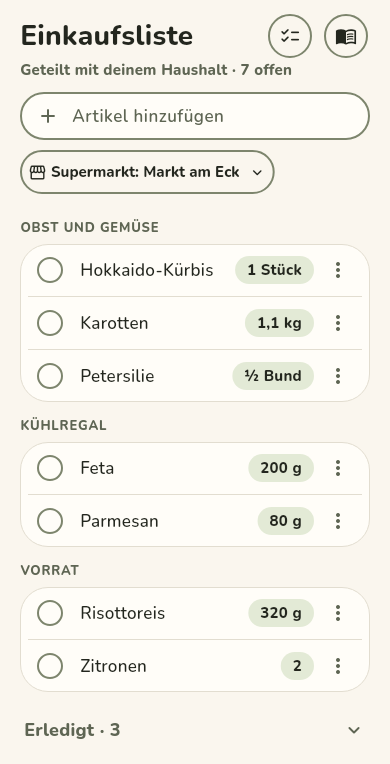 Einkaufsliste
Geteilt mit deinem Haushalt · 7 offen
Artikel hinzufügen
Supermarkt: Markt am Eck
OBST UND GEMÜSE
Hokkaido-Kürbis 1 Stück
Karotten 1,1 kg
Petersilie ½ Bund
KÜHLREGAL
Feta 200 g
Parmesan 80 g
VORRAT
Risottoreis 320 g
Zitronen 2
Erledigt · 3